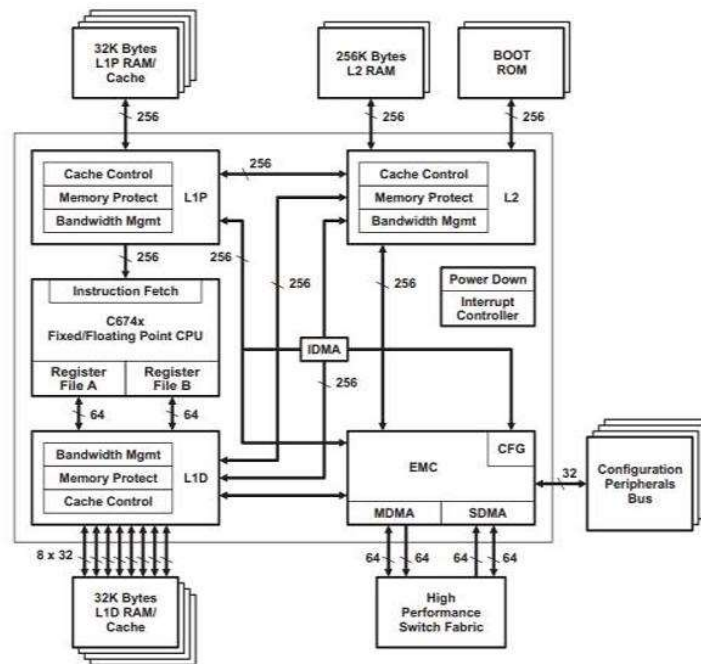 32K Bytes
L1P RAM/
Cache
256K Bytes
L2 RAM
BOOT
ROM
256
256
256
Cache Control
Memory Protect
Bandwidth Mgmt
L1P
256
Cache Control
Memory Protect
Bandwidth Mgmt
L2
256
256
256
256
Instruction Fetch
C674x
Fixed/Floating Point CPU
Register
File A
Register
File B
Power Down
Interrupt
Controller
IDMA
256
64
64
Bandwidth Mgmt
Memory Protect
Cache Control
L1D
EMC
CFG
MDMA
SDMA
32
Configuration
Peripherals
Bus
8 x 32
64
64
64
64
32K Bytes
L1D RAM/
Cache
High
Performance
Switch Fabric